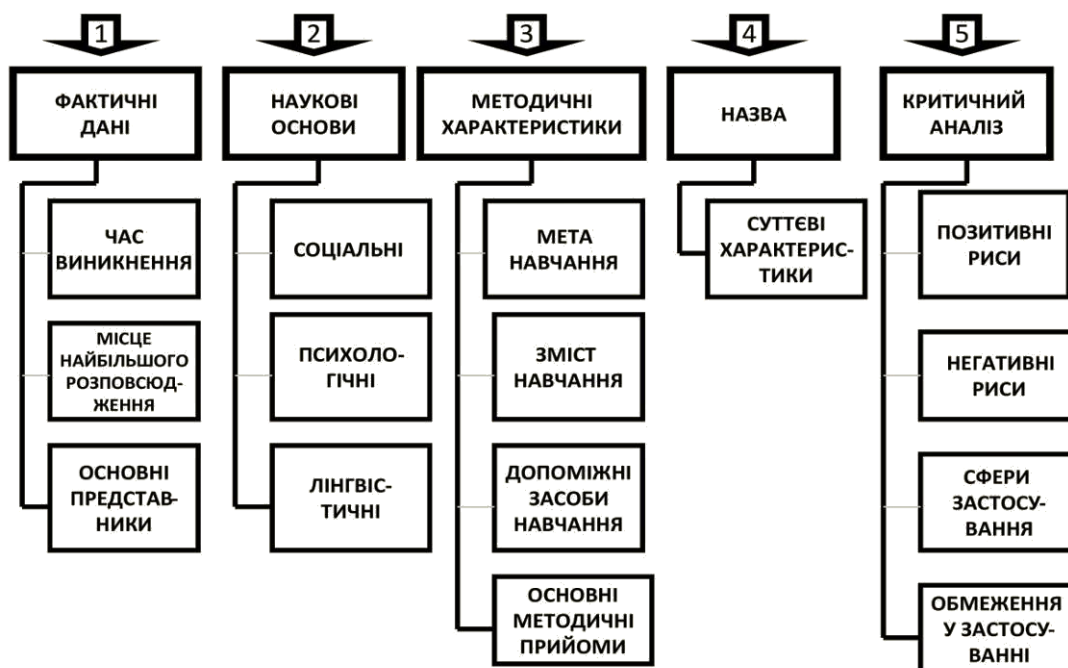 1
ФАКТИЧНІ
ДАНІ
ЧАС
ВИНИКНЕННЯ
МІСЦЕ
НАЙБІЛЬШОГО
РОЗПОВСЮД-
ЖЕННЯ
ОСНОВНІ
ПРЕДСТАВ-
НИКИ
2
НАУКОВІ
ОСНОВИ
СОЦІАЛЬНІ
ПСИХОЛО-
ГІЧНІ
ЛІНГВІС-
ТИЧНІ
3
МЕТОДИЧНІ
ХАРАКТЕРИСТИКИ
МЕТА
НАВЧАННЯ
ЗМІСТ
НАВЧАННЯ
ДОПОМІЖНІ
ЗАСОБИ
НАВЧАННЯ
ОСНОВНІ
МЕТОДИЧНІ
ПРИЙОМИ
4
НАЗВА
СУТТЄВІ
ХАРАКТЕРИС-
ТИКИ
5
КРИТИЧНИЙ
АНАЛІЗ
ПОЗИТИВНІ
РИСИ
НЕГАТИВНІ
РИСИ
СФЕРИ
ЗАСТОСУ-
ВАННЯ
ОБМЕЖЕННЯ
У ЗАСТОСУ-
ВАННІ